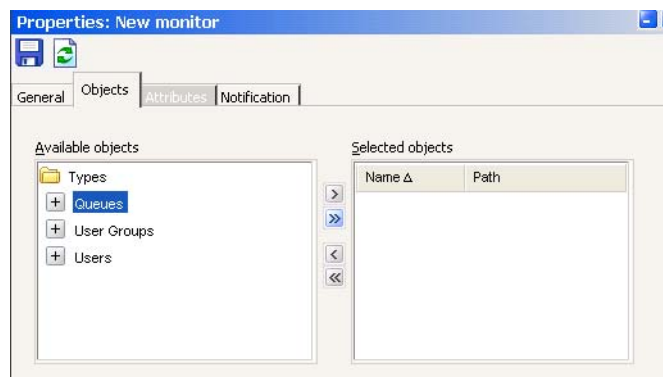 Properties: New monitor
General Objects Attributes Notification
Available objects
Selected objects
Types
Queues
User Groups
Users
Name Path